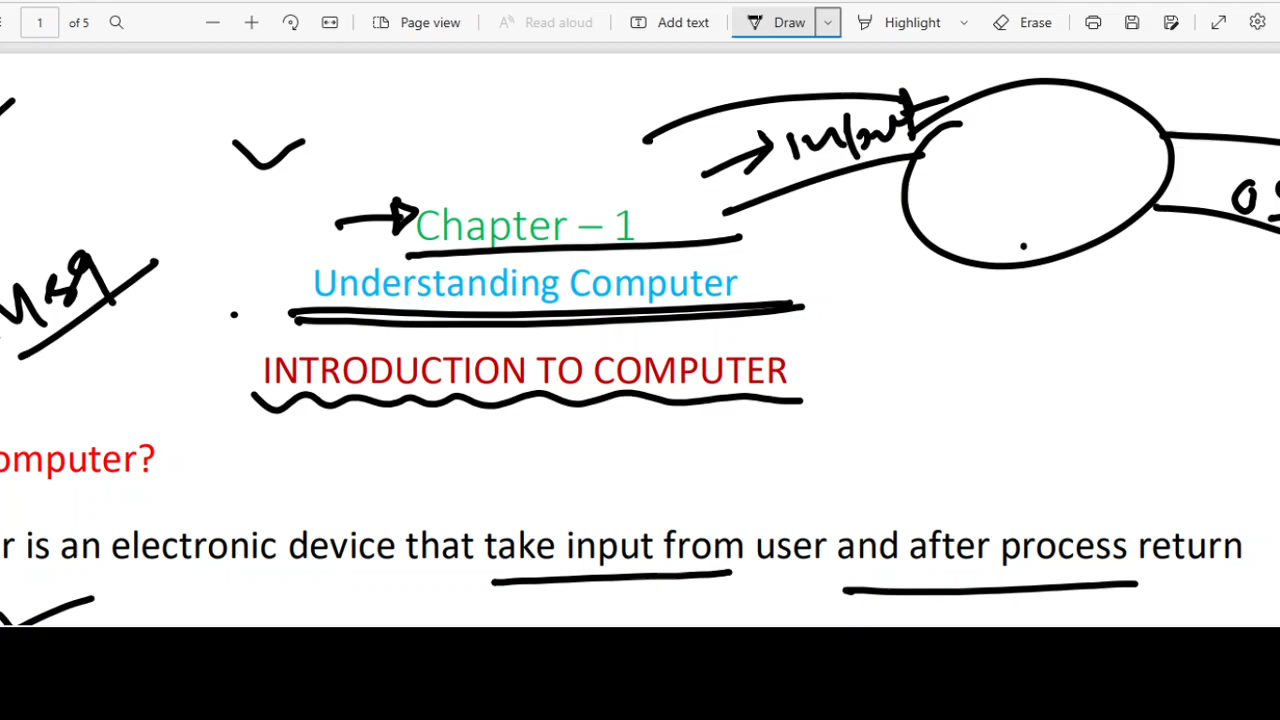 1 of 5 Page view Read aloud Add text Draw Highlight Erase
input
Chapter – 1
Understanding Computer
INTRODUCTION TO COMPUTER
omputer?
r is an electronic device that take input from user and after process return